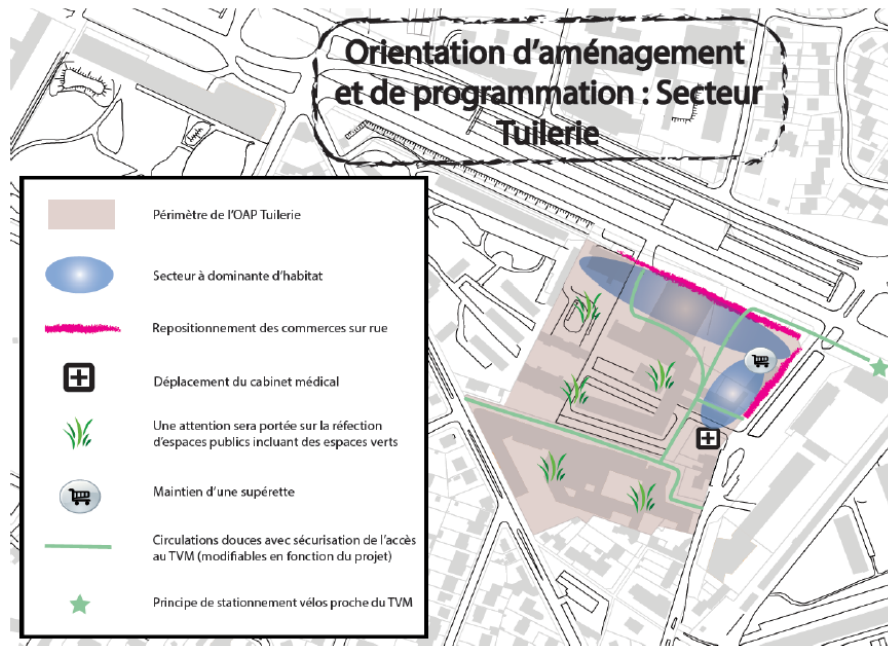 Orientation d’aménagement
et de programmation : Secteur
Tuilerie
Périmètre de l’OAP Tuilerie
Secteur à dominante d’habitat
Repositionnement des commerces sur rue
Déplacement du cabinet médical
Une attention sera portée sur la réfection
d’espaces publics incluant des espaces verts
Maintien d’une supérette
Circulations douces avec sécurisation de l’accès
au TVM (modifiables en fonction du projet)
Principe de stationnement vélos proche du TVM